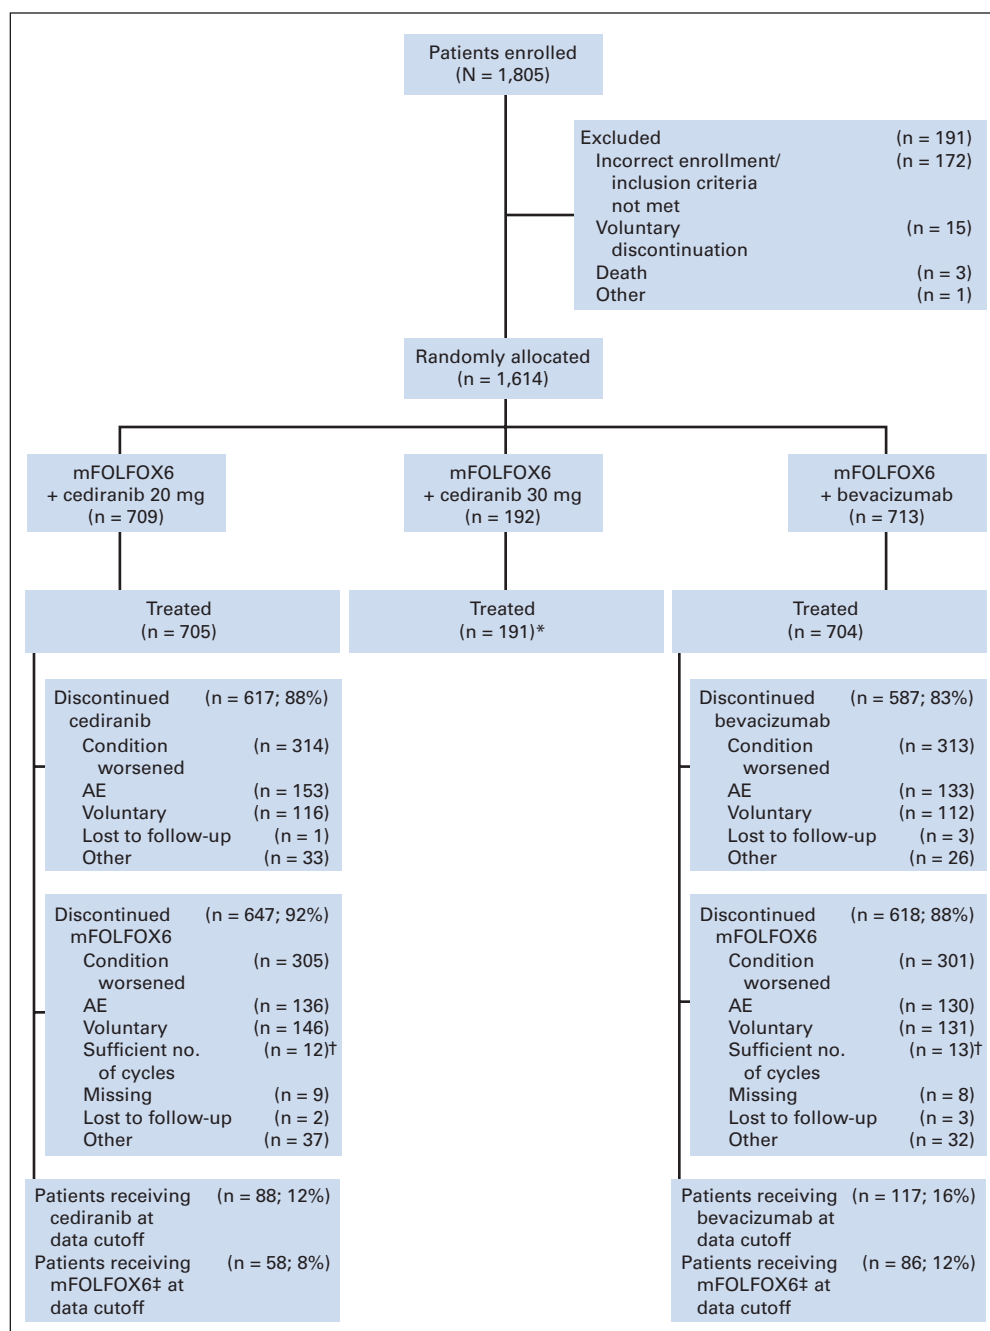 Patients enrolled
(N = 1,805)
Excluded (n = 191)
Incorrect enrollment/ (n = 172)
inclusion criteria
not met
Voluntary (n = 15)
discontinuation
Death (n = 3)
Other (n = 1)
Randomly allocated
(n = 1,614)
mFOLFOX6
+ cediranib 20 mg
(n = 709)
mFOLFOX6
+ cediranib 30 mg
(n = 192)
mFOLFOX6
+ bevacizumab
(n = 713)
Treated
(n = 705)
Treated
(n = 191)*
Treated
(n = 704)
Discontinued (n = 617; 88%)
cediranib
Condition (n = 314)
worsened
AE (n = 153)
Voluntary (n = 116)
Lost to follow-up (n = 1)
Other (n = 33)
Discontinued (n = 587; 83%)
bevacizumab
Condition (n = 313)
worsened
AE (n = 133)
Voluntary (n = 112)
Lost to follow-up (n = 3)
Other (n = 26)
Discontinued (n = 647; 92%)
mFOLFOX6
Condition (n = 305)
worsened
AE (n = 136)
Voluntary (n = 146)
Sufficient no. (n = 12)†
of cycles
Missing (n = 9)
Lost to follow-up (n = 2)
Other (n = 37)
Discontinued (n = 618; 88%)
mFOLFOX6
Condition (n = 301)
worsened
AE (n = 130)
Voluntary (n = 131)
Sufficient no. (n = 13)†
of cycles
Missing (n = 8)
Lost to follow-up (n = 3)
Other (n = 32)
Patients receiving (n = 88; 12%)
cediranib at
data cutoff
Patients receiving (n = 58; 8%)
mFOLFOX6‡ at
data cutoff
Patients receiving (n = 117; 16%)
bevacizumab at
data cutoff
Patients receiving (n = 86; 12%)
mFOLFOX6‡ at
data cutoff